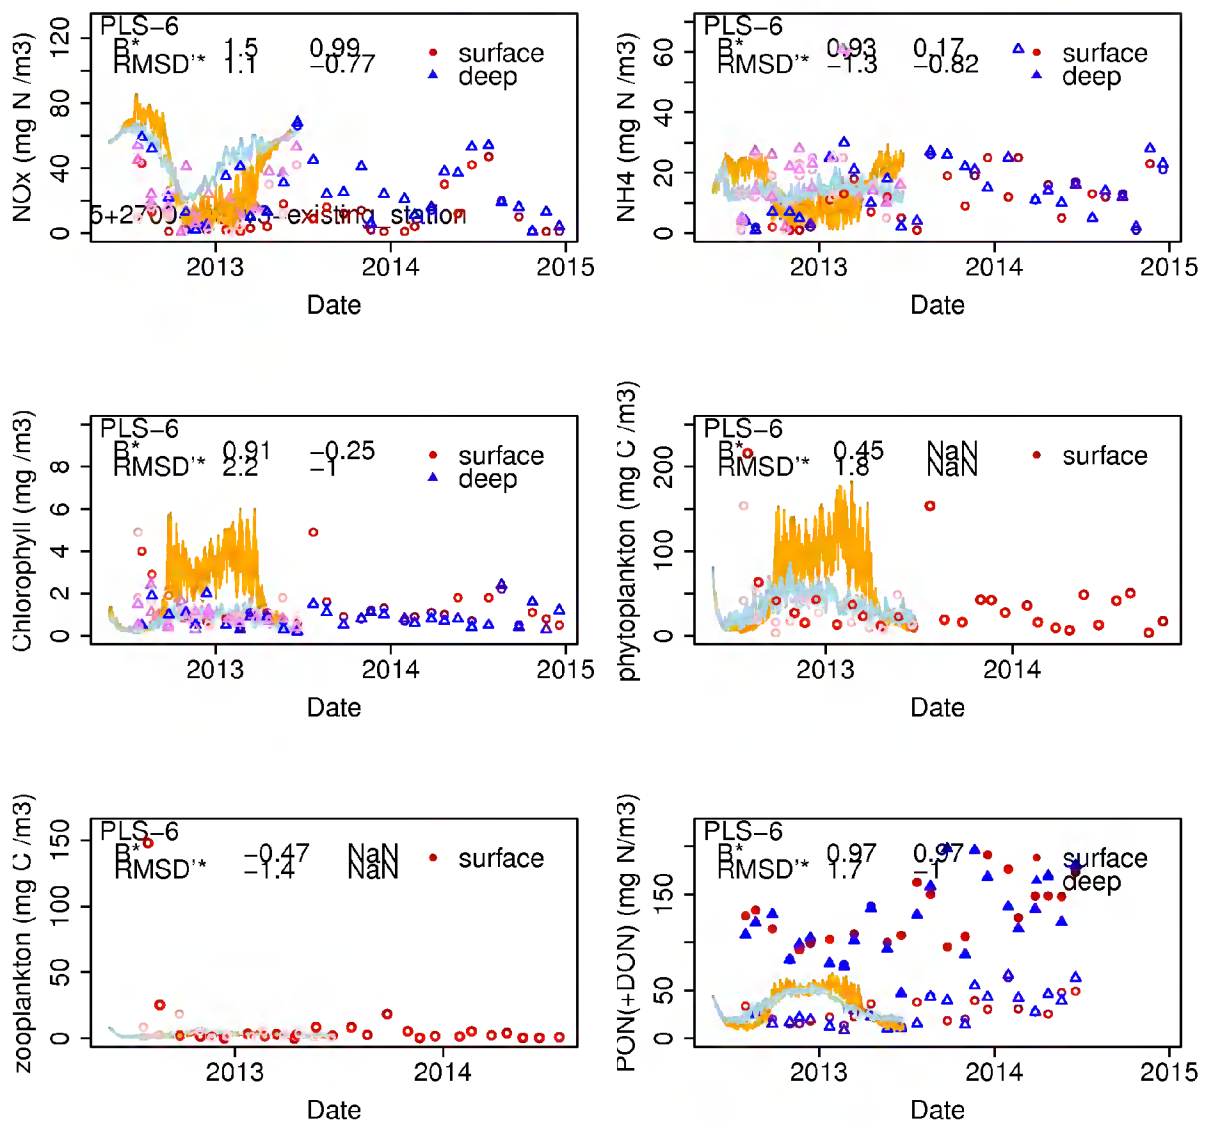 PLS−6
B* 1.5 0.99
RMSD'* 1.1 −0.77
surface
deep
NOx (mg N /m3)
0 40 80 120
existing_station
2013 2014 2015
Date
PLS−6
B* 0.93 0.17
RMSD'* −1.3 −0.82
surface
deep
NH4 (mg N /m3)
0 20 40 60
2013 2014 2015
Date
PLS−6
B* 0.91 −0.25
RMSD'* 2.2 −1
surface
deep
Chlorophyll (mg /m3)
0 2 4 6 8
2013 2014 2015
Date
PLS−6
B* 0.45 NaN
RMSD'* 1.8 NaN
surface
phytoplankton (mg C /m3)
0 100 200
2013 2014
Date
PLS−6
B* −0.47 NaN
RMSD'* −1.4 NaN
surface
zooplankton (mg C /m3)
0 50 100 150
2013 2014
Date
PLS−6
B* 0.97 0.97
RMSD'* 1.7 −1
surface
deep
PON(+DON) (mg N/m3)
0 50 150
2013 2014 2015
Date